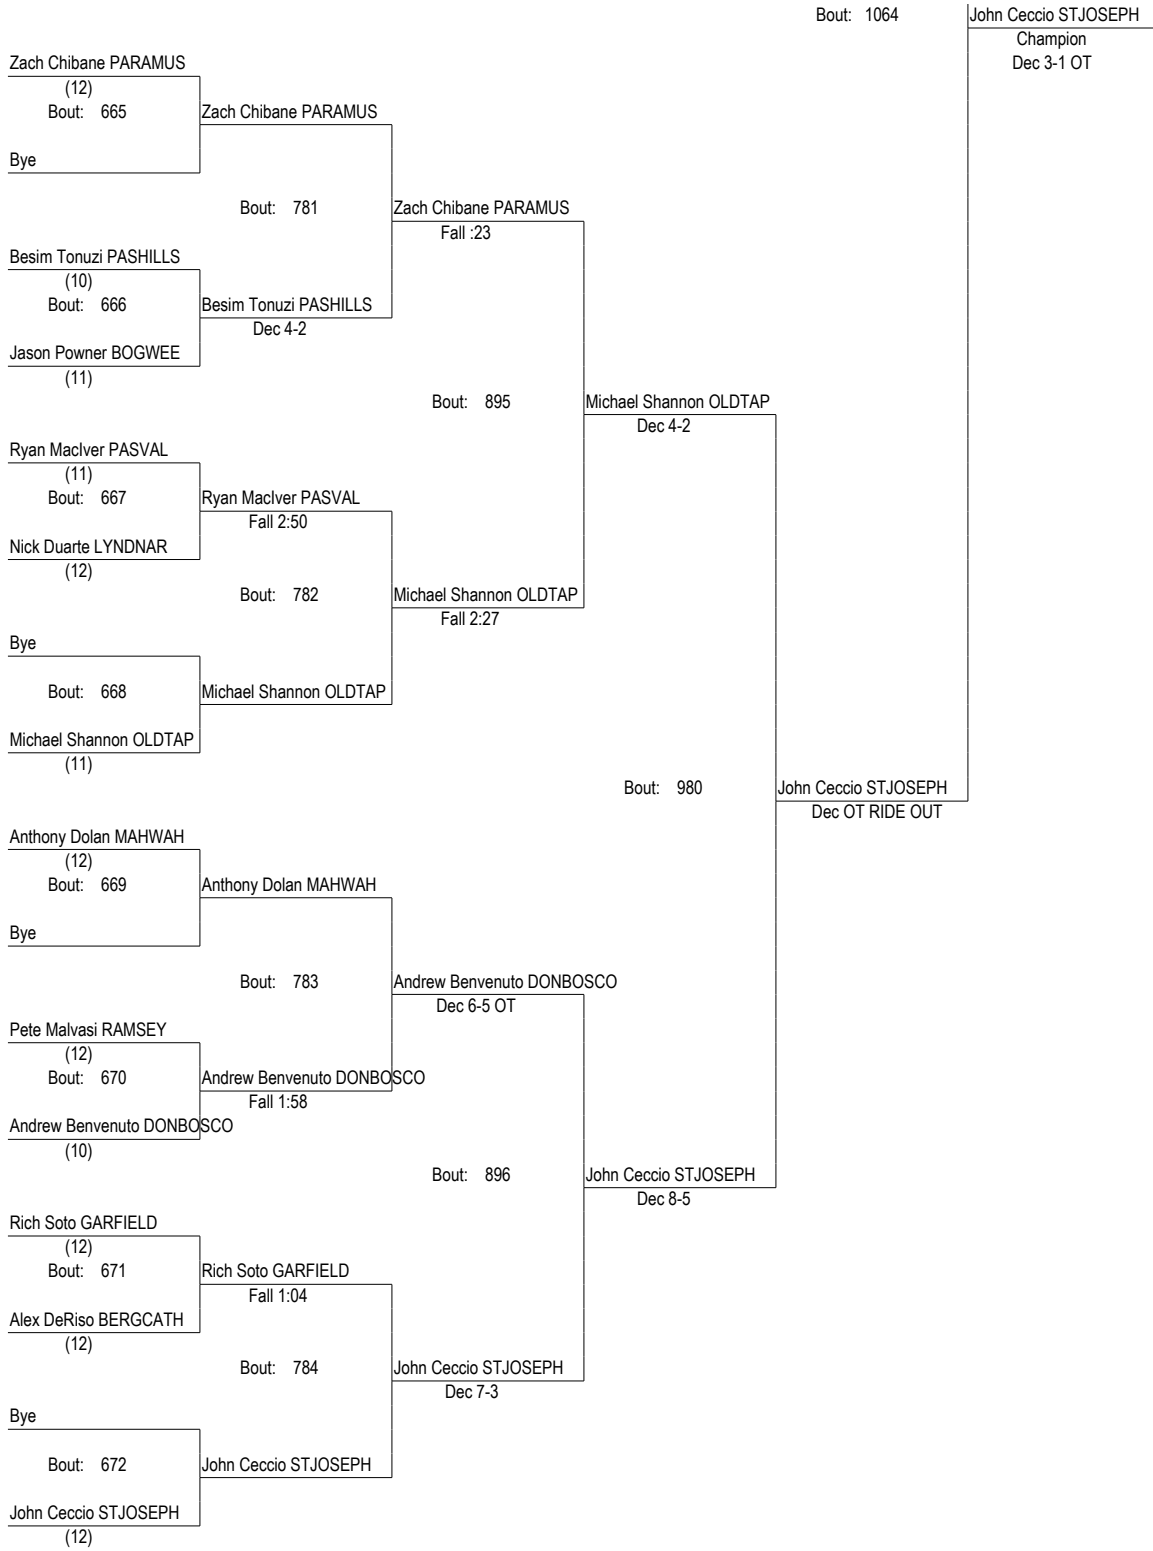 Bout: 1064
John Ceccio STJOSEPH
Champion
Dec 3-1 OT
Zach Chibane PARAMUS
(12)
Bout: 665
Zach Chibane PARAMUS
Bye
Bout: 781
Zach Chibane PARAMUS
Fall :23
Besim Tonuzi PASHILLS
(10)
Bout: 666
Besim Tonuzi PASHILLS
Dec 4-2
Jason Powner BOGWEE
(11)
Bout: 895
Michael Shannon OLDTAP
Dec 4-2
Ryan MacIver PASVAL
(11)
Bout: 667
Ryan MacIver PASVAL
Fall 2:50
Nick Duarte LYNDNAR
(12)
Bout: 782
Michael Shannon OLDTAP
Fall 2:27
Bye
Bout: 668
Michael Shannon OLDTAP
Michael Shannon OLDTAP
(11)
Bout: 980
John Ceccio STJOSEPH
Dec OT RIDE OUT
Anthony Dolan MAHWAH
(12)
Bout: 669
Anthony Dolan MAHWAH
Bye
Bout: 783
Andrew Benvenuto DONBOSCO
Dec 6-5 OT
Pete Malvasi RAMSEY
(12)
Bout: 670
Andrew Benvenuto DONBOSCO
Fall 1:58
Andrew Benvenuto DONBOSCO
(10)
Bout: 896
John Ceccio STJOSEPH
Dec 8-5
Rich Soto GARFIELD
(12)
Bout: 671
Rich Soto GARFIELD
Fall 1:04
Alex DeRiso BERGCATH
(12)
Bout: 784
John Ceccio STJOSEPH
Dec 7-3
Bye
Bout: 672
John Ceccio STJOSEPH
John Ceccio STJOSEPH
(12)